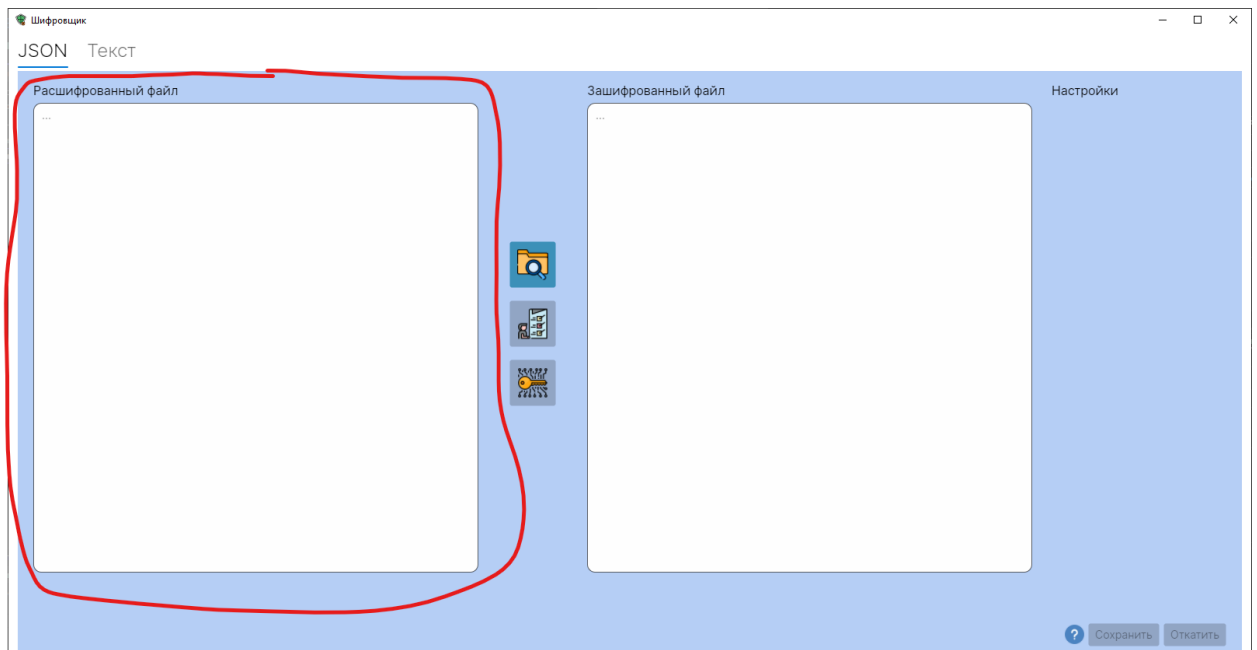 Шифровщик
JSON Текст
Расшифрованный файл
...
Зашифрованный файл
...
Настройки
? Сохранить Откатить